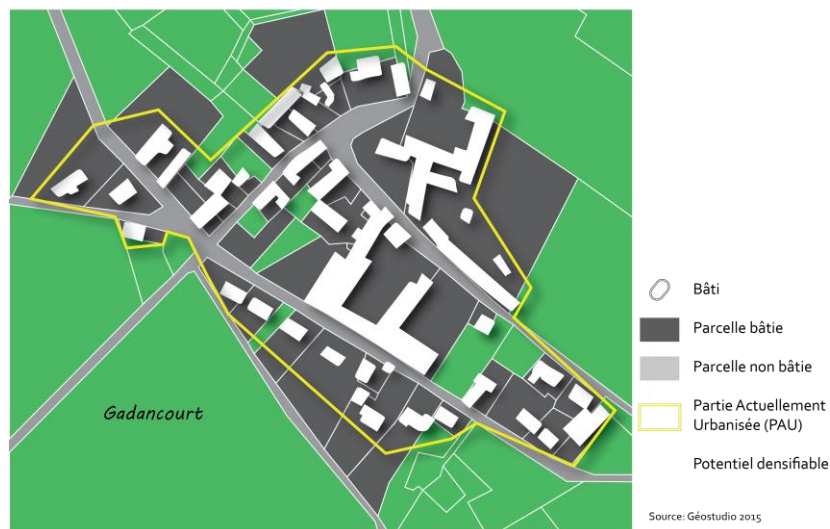 Gadancourt
Bâti
Parcelle bâtie
Parcelle non bâtie
Partie Actuellement
Urbanisée (PAU)
Potentiel densifiable
Source: Géostudio 2015